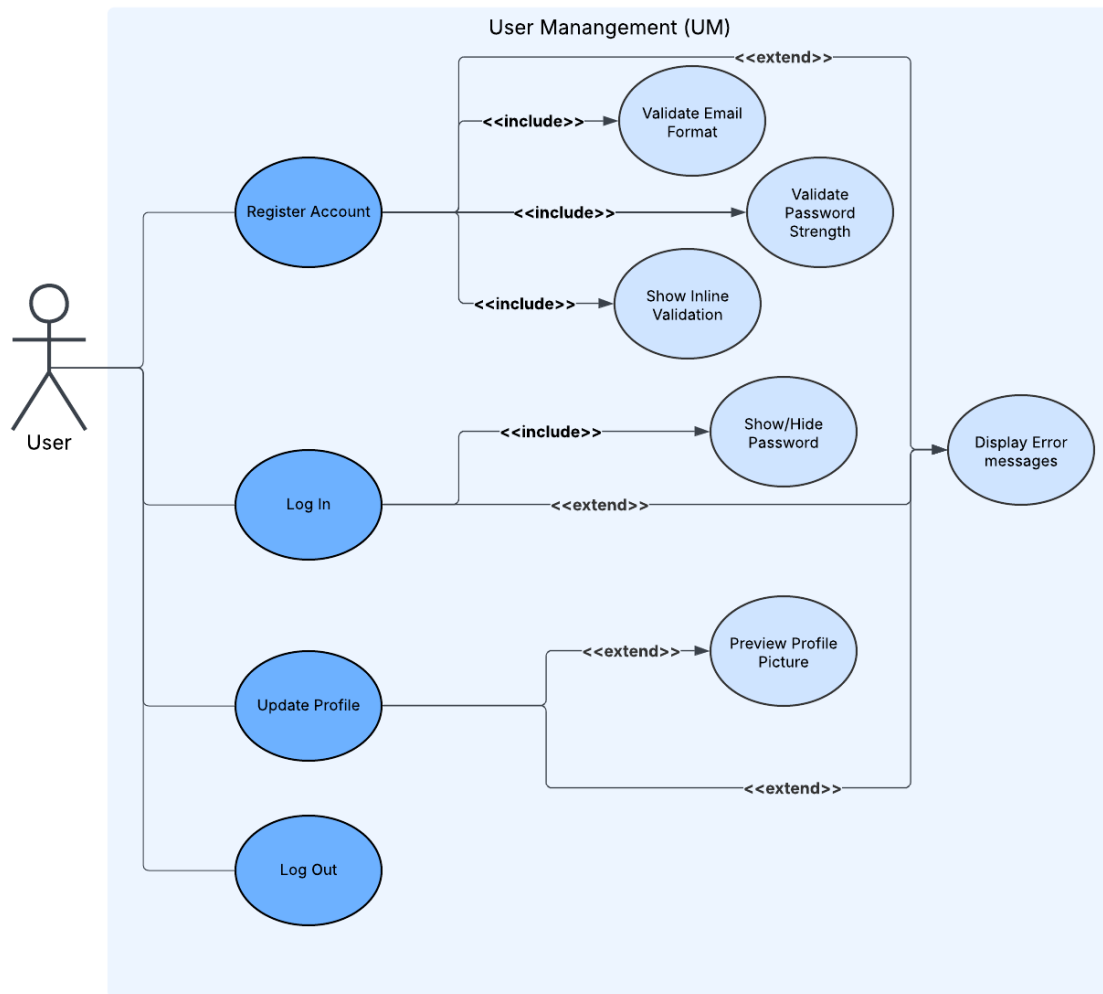 User Manangement (UM)
<<extend>>
Validate Email
Format
<<include>>
Register Account
<<include>>
Validate
Password
Strength
<<include>>
Show Inline
Validation
User
<<include>>
Show/Hide
Password
Display Error
messages
Log In
<<extend>>
<<extend>>
Preview Profile
Picture
Update Profile
<<extend>>
Log Out